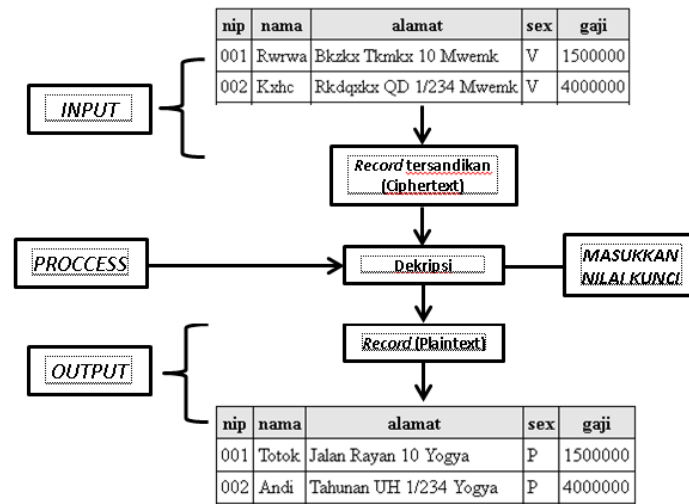 nip nama alamat sex gaji
001 Rwrwa Bkzkx Tkmkx 10 Mwemk V 1500000
002 Kxhc Rkdqxkx QD 1/234 Mwemk V 4000000
INPUT
Record tersandikan
(Ciphertext)
PROCCESS
Dekripsi
MASUKKAN
NILAI KUNCI
Record (Plaintext)
OUTPUT
nip nama alamat sex gaji
001 Totok Jalan Rayan 10 Yogya P 1500000
002 Andi Tahunan UH 1/234 Yogya P 4000000